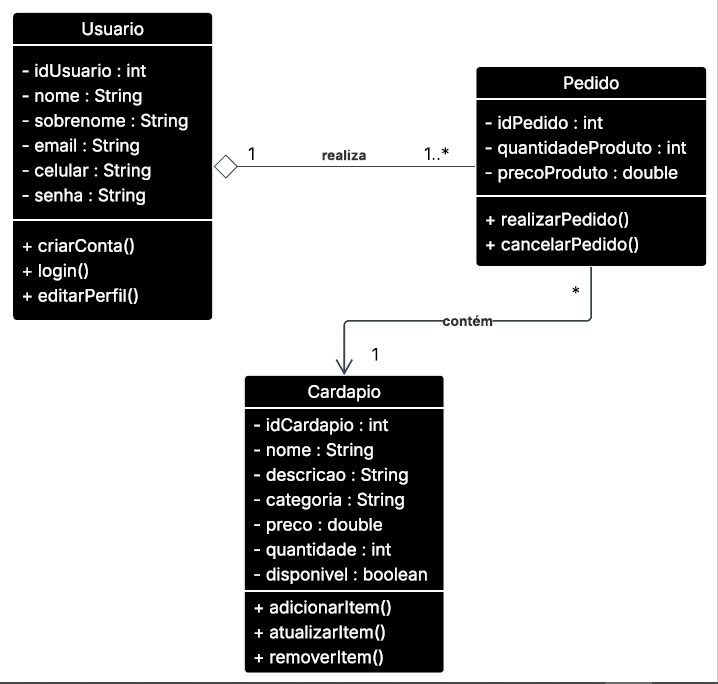 Usuario
- idUsuario : int
- nome : String
- sobrenome : String
- email : String
- celular : String
- senha : String
+ criarConta()
+ login()
+ editarPerfil()
1
realiza
1..*
Pedido
- idPedido : int
- quantidadeProduto : int
- precoProduto : double
+ realizarPedido()
+ cancelarPedido()
*
contém
1
Cardapio
- idCardapio : int
- nome : String
- descricao : String
- categoria : String
- preco : double
- quantidade : int
- disponivel : boolean
+ adicionarItem()
+ atualizarItem()
+ removerItem()